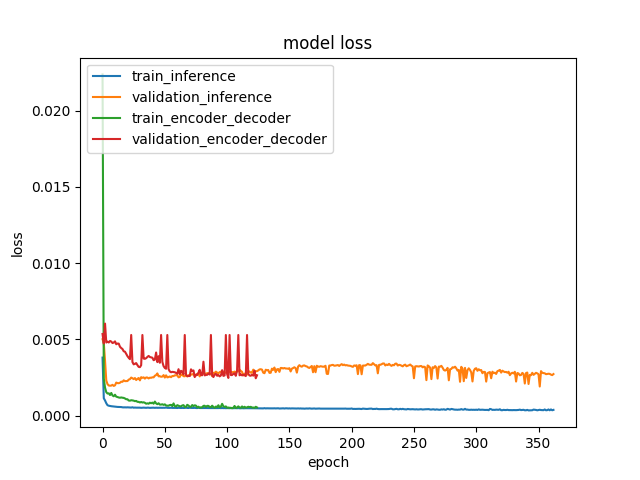 model loss
train_inference
validation_inference
train_encoder_decoder
validation_encoder_decoder
0.020
0.015
0.010
0.005
0.000
loss
0 50 100 150 200 250 300 350
epoch